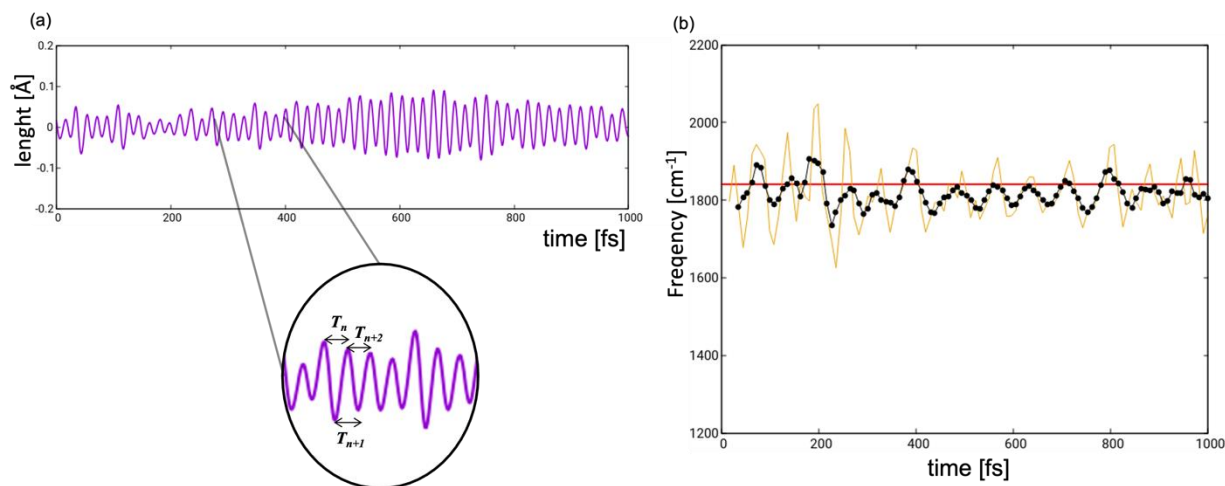 (a)
0.2
0.1
0
-0.1
-0.2
lenght [Å]
0 200 400 600 800 1000
time [fs]
Tn Tn+2
Tn+1
(b)
2200
2000
1800
1600
1400
1200
Freqency [cm-1]
0 200 400 600 800 1000
time [fs]